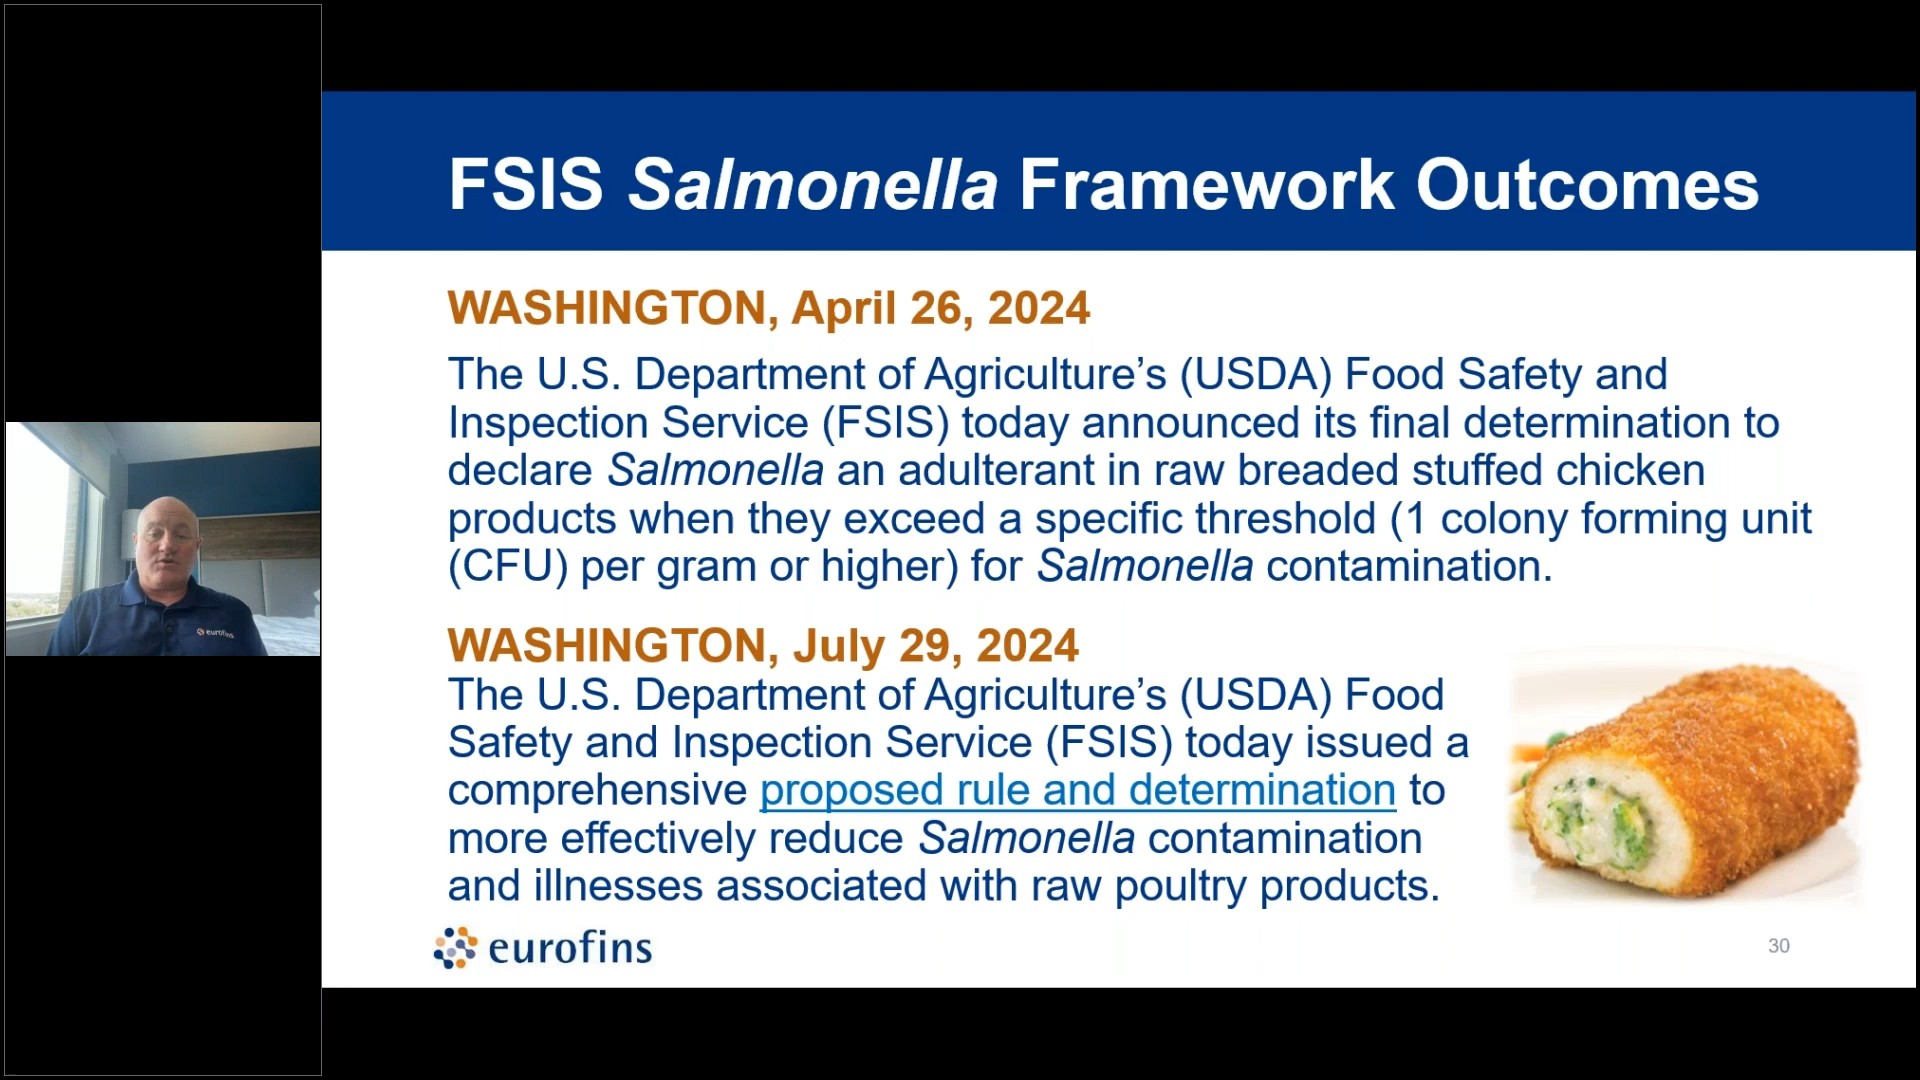 FSIS Salmonella Framework Outcomes
WASHINGTON, April 26, 2024
The U.S. Department of Agriculture’s (USDA) Food Safety and
Inspection Service (FSIS) today announced its final determination to
declare Salmonella an adulterant in raw breaded stuffed chicken
products when they exceed a specific threshold (1 colony forming unit
(CFU) per gram or higher) for Salmonella contamination.
WASHINGTON, July 29, 2024
The U.S. Department of Agriculture’s (USDA) Food
Safety and Inspection Service (FSIS) today issued a
comprehensive proposed rule and determination to
more effectively reduce Salmonella contamination
and illnesses associated with raw poultry products.
eurofins
30
eurofins